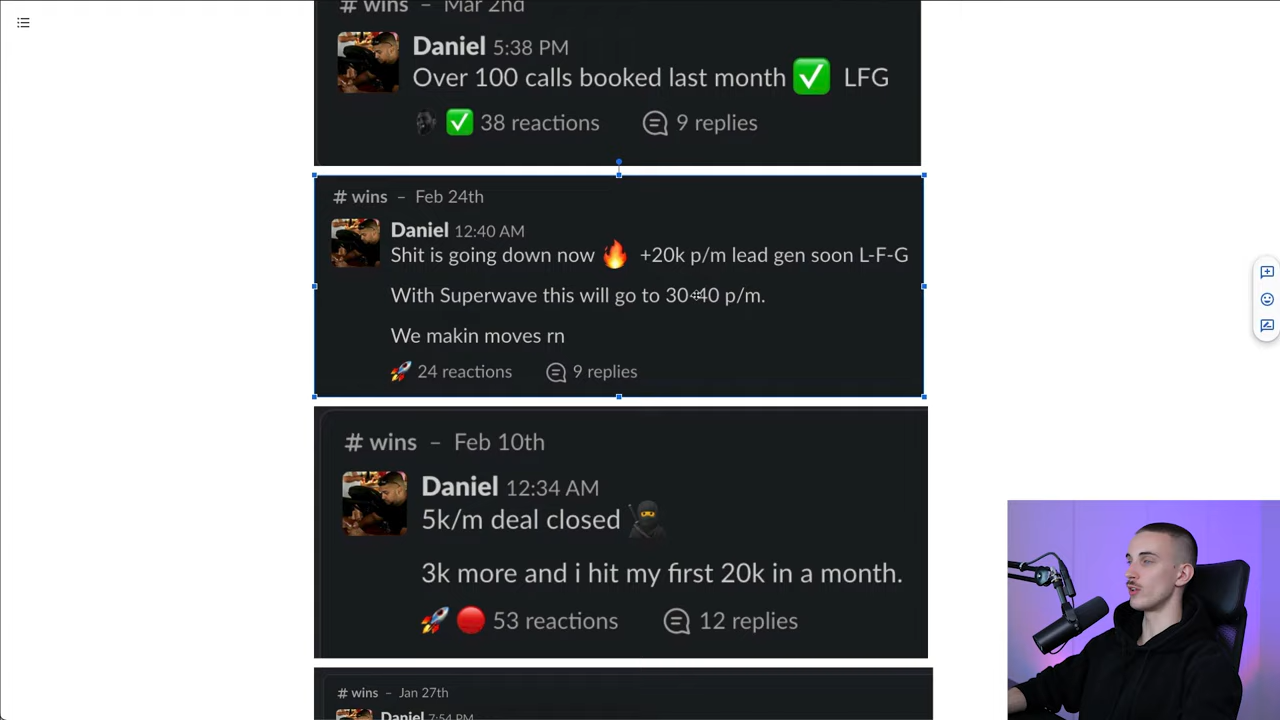 # wins – Mar 2nd
Daniel 5:38 PM
Over 100 calls booked last month ✅ LFG
✅ 38 reactions 9 replies
# wins – Feb 24th
Daniel 12:40 AM
Shit is going down now 🔥 +20k p/m lead gen soon L-F-G
With Superwave this will go to 30-40 p/m.
We makin moves rn
🚀 24 reactions 9 replies
# wins – Feb 10th
Daniel 12:34 AM
5k/m deal closed 🥷
3k more and i hit my first 20k in a month.
🚀 🔴 53 reactions 12 replies
# wins – Jan 27th
Daniel 7:54 PM